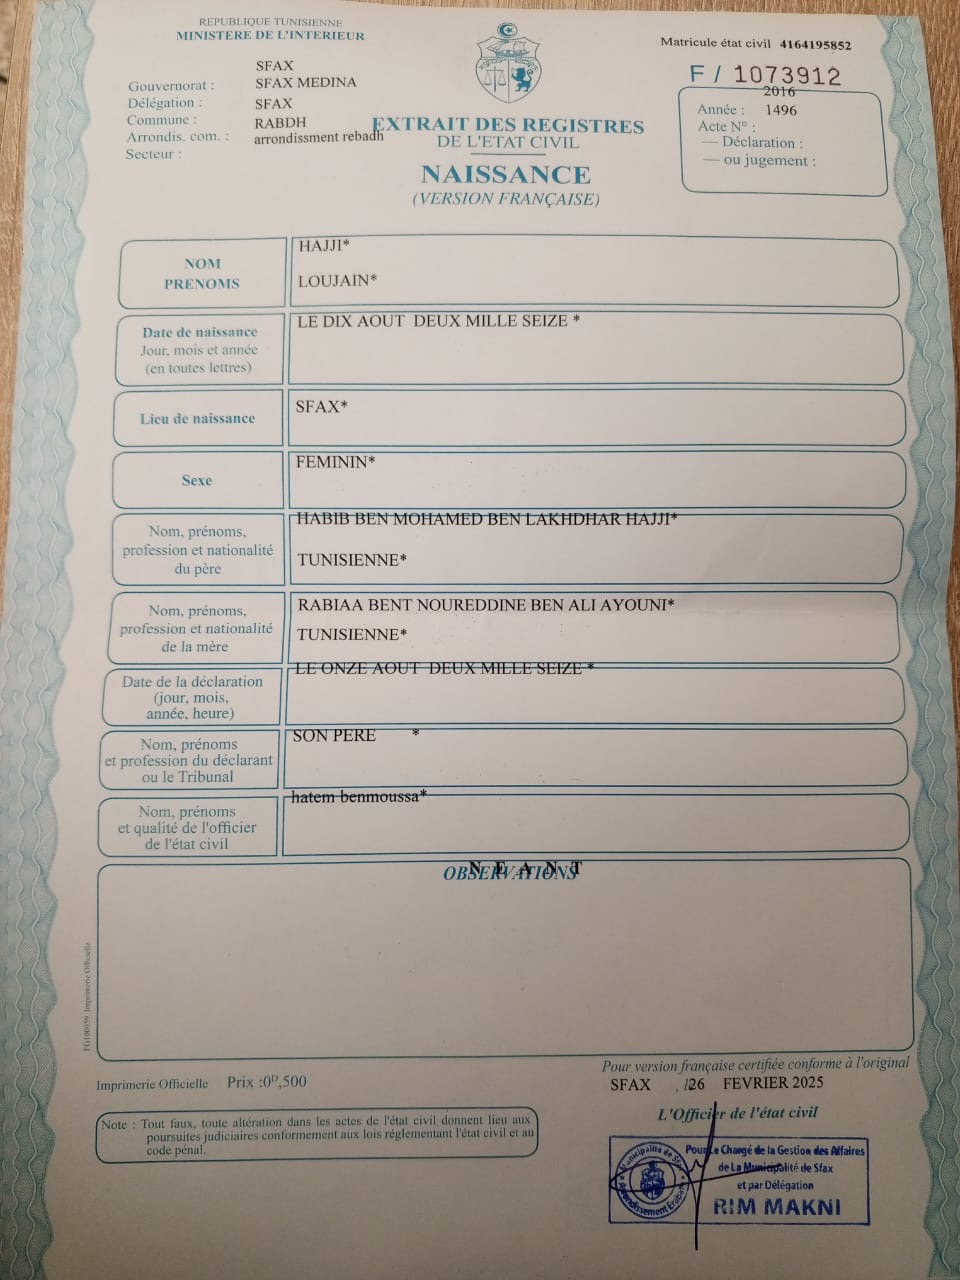 REPUBLIQUE TUNISIENNE
MINISTERE DE L'INTERIEUR
Matricule état civil 4164195852
F / 1073912
Gouvernorat : SFAX
Délégation : SFAX MEDINA
Commune : SFAX
Arrondis. com. : RABDH
Secteur : arrondissment rebadh
2016
Année : 1496
Acte N° :
— Déclaration :
— ou jugement :
EXTRAIT DES REGISTRES
DE L'ETAT CIVIL
NAISSANCE
(VERSION FRANÇAISE)
NOM
PRENOMS
HAJJI*
LOUJAIN*
Date de naissance
Jour, mois et année
(en toutes lettres)
LE DIX AOUT DEUX MILLE SEIZE *
Lieu de naissance
SFAX*
Sexe
FEMININ*
Nom, prénoms,
profession et nationalité
du père
HABIB BEN MOHAMED BEN LAKHDHAR HAJJI*
TUNISIENNE*
Nom, prénoms,
profession et nationalité
de la mère
RABIAA BENT NOUREDDINE BEN ALI AYOUNI*
TUNISIENNE*
Date de la déclaration
(jour, mois,
année, heure)
LE ONZE AOUT DEUX MILLE SEIZE *
Nom, prénoms
et profession du déclarant
ou le Tribunal
SON PERE *
Nom, prénoms
et qualité de l'officier
de l'état civil
hatem benmoussa*
OBSERVATIONS
N E A N T
Imprimerie Officielle
Imprimerie Officielle Prix :0ᴰ,500
Pour version française certifiée conforme à l'original
SFAX , /26 FEVRIER 2025
L'Officier de l'état civil
Note : Tout faux, toute altération dans les actes de l'état civil donnent lieu aux
poursuites judiciaires conformement aux lois réglementant l'état civil et au
code pénal.
Municipalité de Sfax
Pour le Chargé de la Gestion des Affaires
de La Municipalité de Sfax
et par Délégation
RIM MAKNI